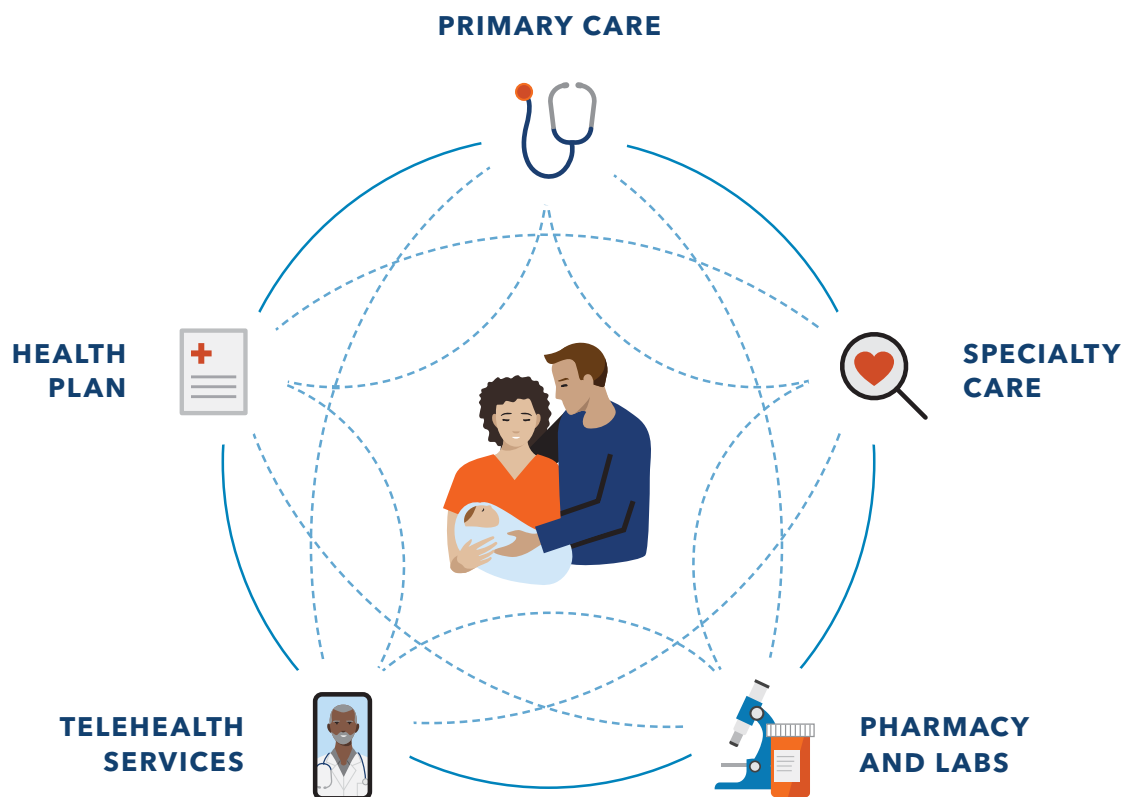 PRIMARY CARE
HEALTH
PLAN
SPECIALTY
CARE
TELEHEALTH
SERVICES
PHARMACY
AND LABS